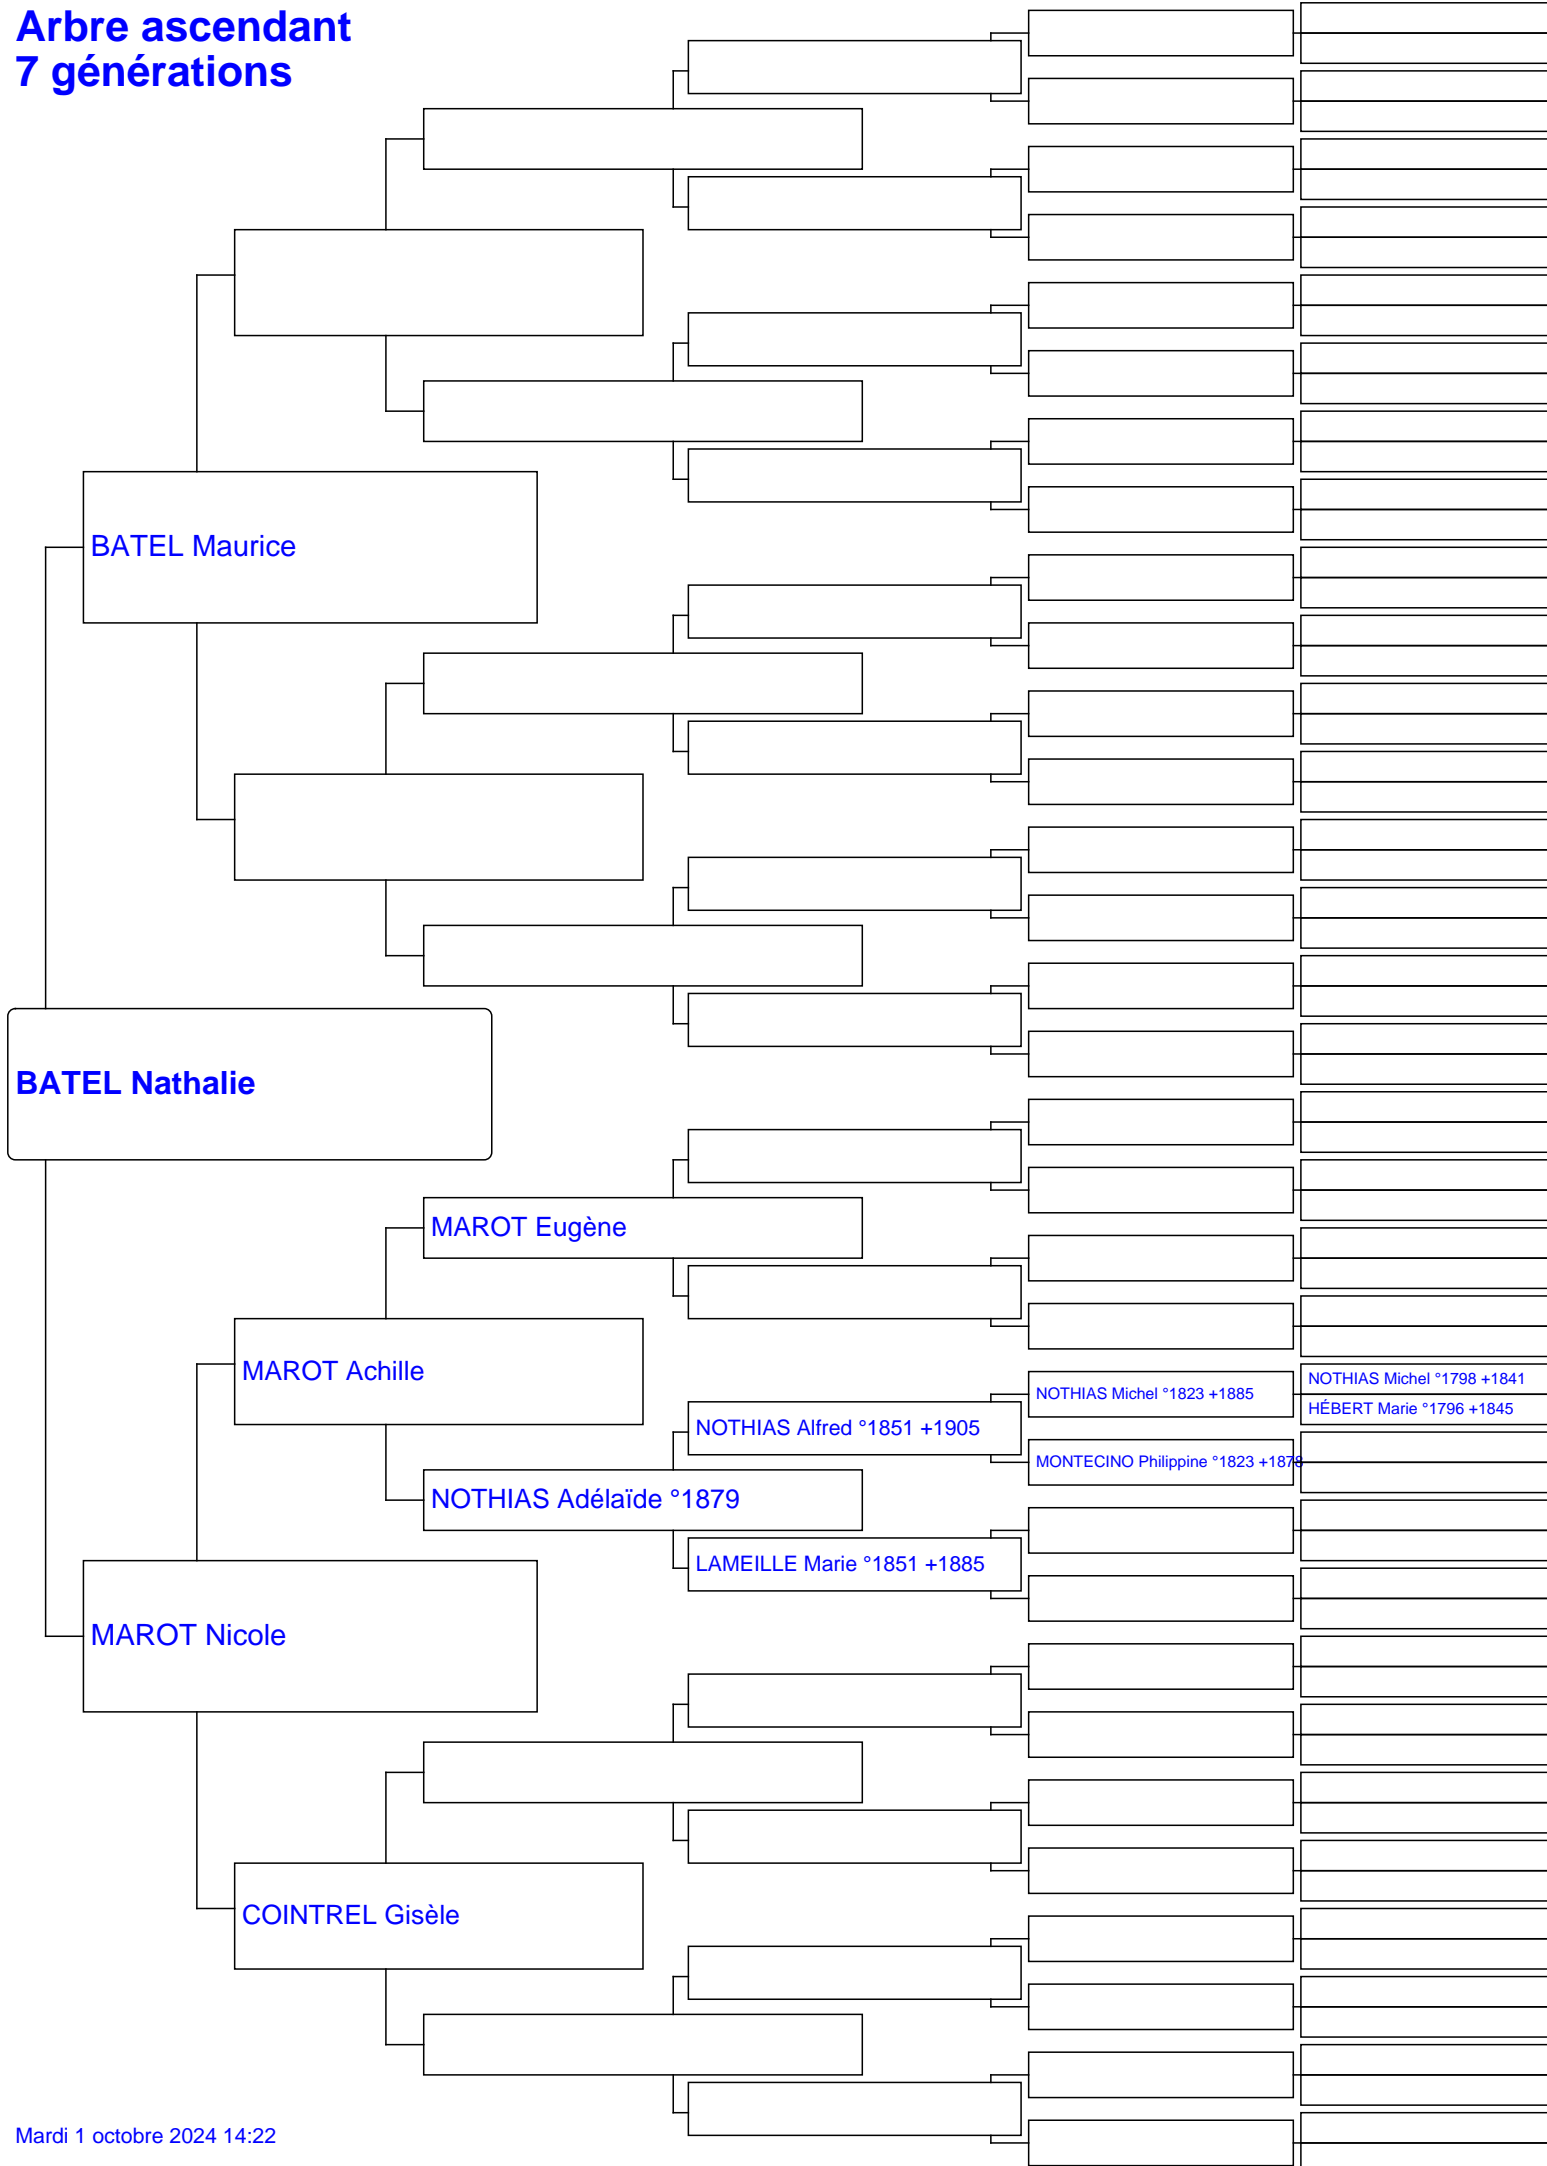 Arbre ascendant
7 générations
BATEL Maurice
BATEL Nathalie
MAROT Eugène
MAROT Achille
NOTHIAS Michel °1798 +1841
NOTHIAS Michel °1823 +1885
HÉBERT Marie °1796 +1845
NOTHIAS Alfred °1851 +1905
MONTECINO Philippine °1823 +1878
NOTHIAS Adélaïde °1879
LAMEILLE Marie °1851 +1885
MAROT Nicole
COINTREL Gisèle
Mardi 1 octobre 2024 14:22